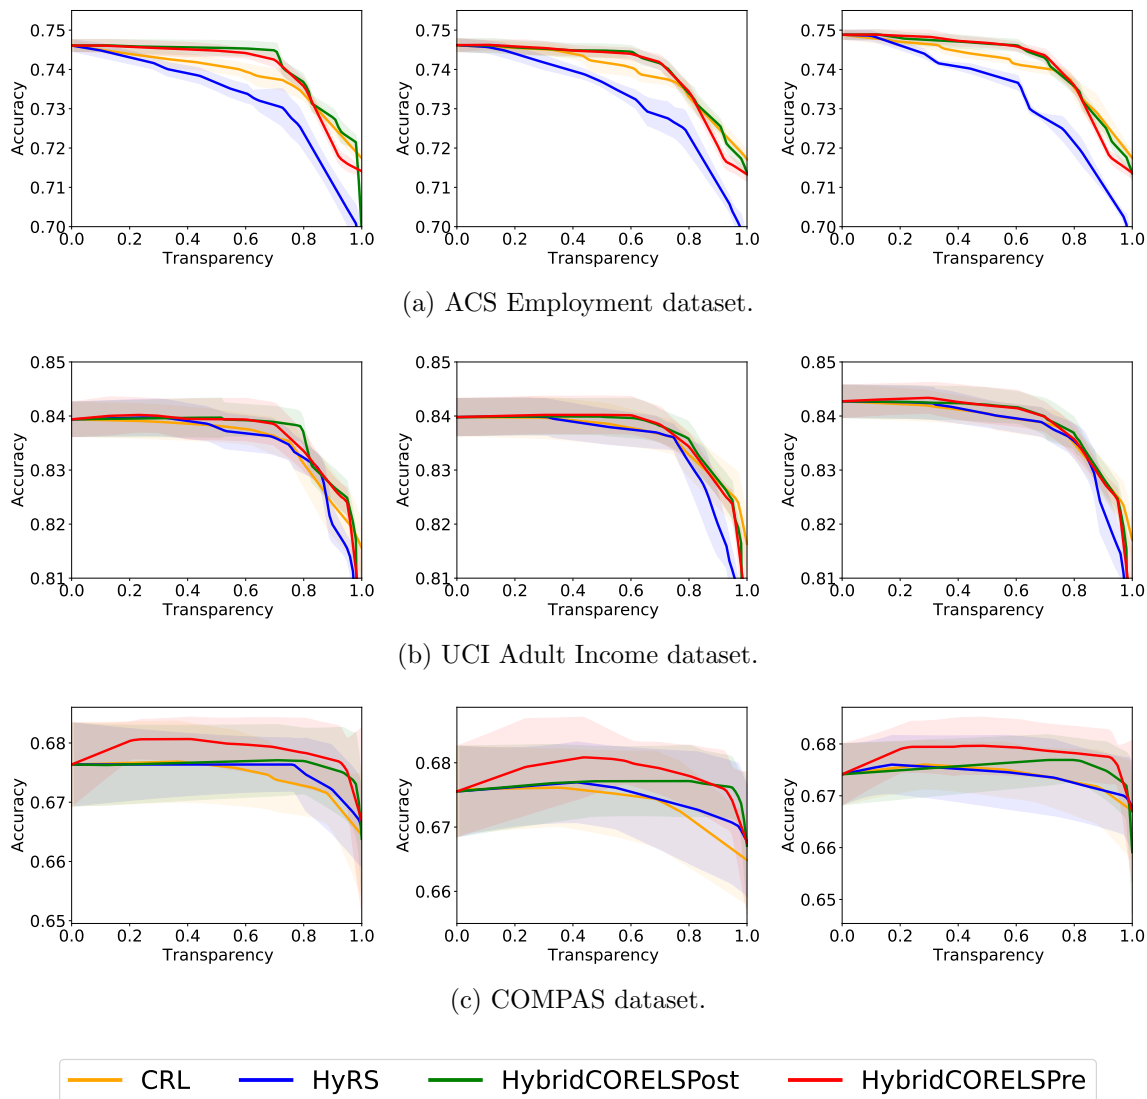 0.75
0.74
0.73
0.72
0.71
0.70
Accuracy
0.0 0.2 0.4 0.6 0.8 1.0
Transparency
0.75
0.74
0.73
0.72
0.71
0.70
Accuracy
0.0 0.2 0.4 0.6 0.8 1.0
Transparency
0.75
0.74
0.73
0.72
0.71
0.70
Accuracy
0.0 0.2 0.4 0.6 0.8 1.0
Transparency
(a) ACS Employment dataset.
0.85
0.84
0.83
0.82
0.81
Accuracy
0.0 0.2 0.4 0.6 0.8 1.0
Transparency
0.85
0.84
0.83
0.82
0.81
Accuracy
0.0 0.2 0.4 0.6 0.8 1.0
Transparency
0.85
0.84
0.83
0.82
0.81
Accuracy
0.0 0.2 0.4 0.6 0.8 1.0
Transparency
(b) UCI Adult Income dataset.
0.68
0.67
0.66
0.65
Accuracy
0.0 0.2 0.4 0.6 0.8 1.0
Transparency
0.68
0.67
0.66
Accuracy
0.0 0.2 0.4 0.6 0.8 1.0
Transparency
0.68
0.67
0.66
0.65
Accuracy
0.0 0.2 0.4 0.6 0.8 1.0
Transparency
(c) COMPAS dataset.
CRL HyRS HybridCORELSPost HybridCORELSPre